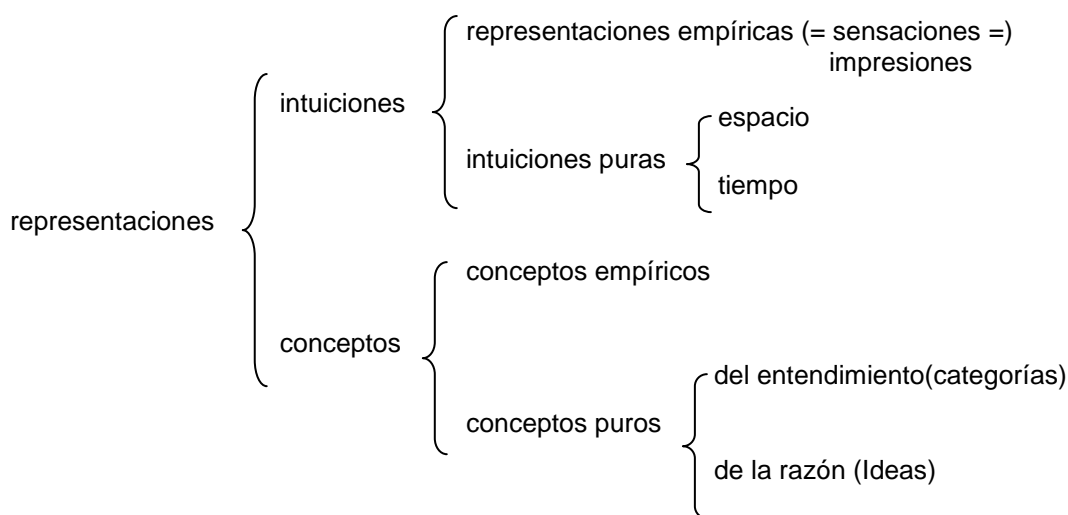 representaciones empíricas (= sensaciones =)
impresiones
intuiciones
espacio
intuiciones puras
tiempo
representaciones
conceptos empíricos
conceptos
del entendimiento(categorías)
conceptos puros
de la razón (Ideas)